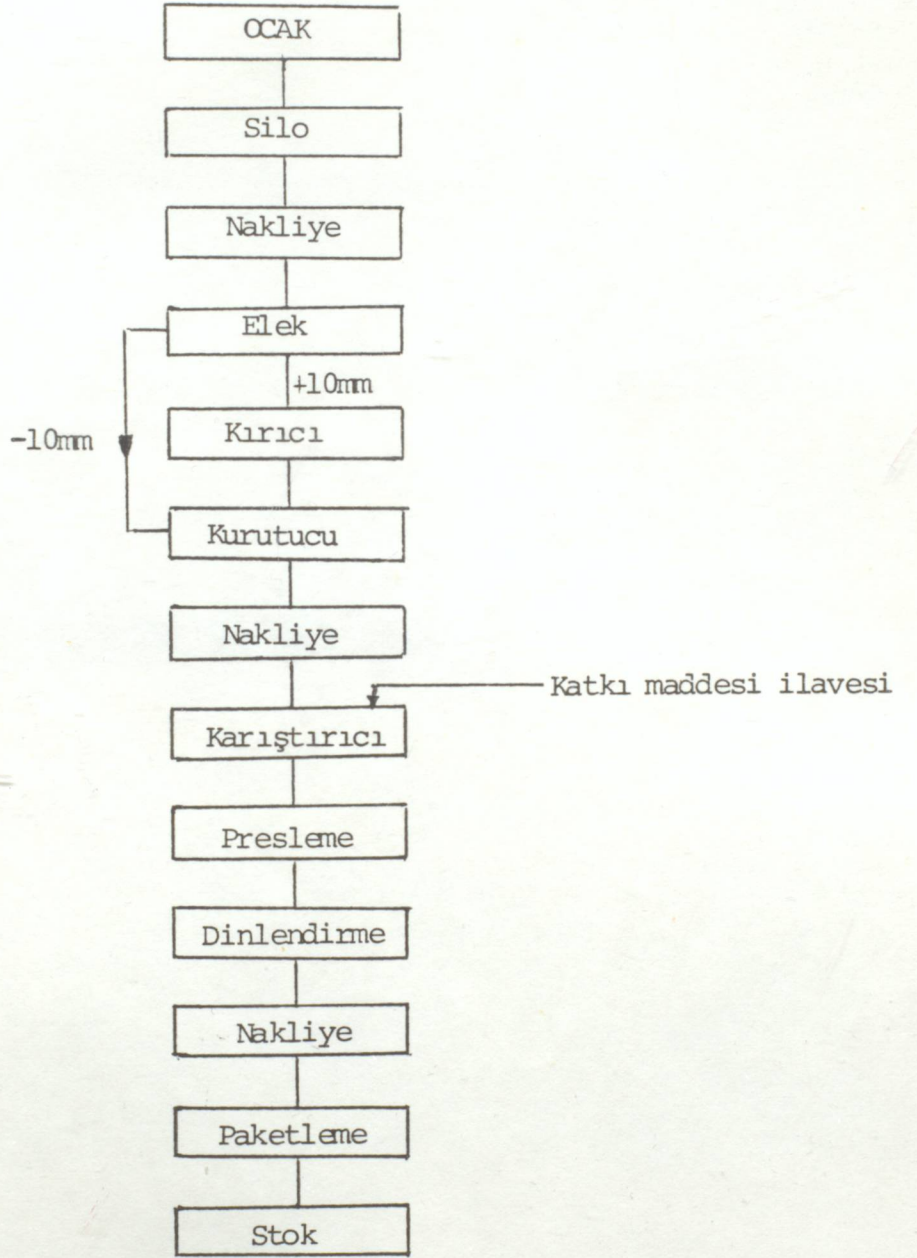 OCAK
Silo
Nakliye
Elek
+10mm
-10mm
Kırıcı
Kurutucu
Nakliye
Katkı maddesi ilavesi
Karıştırıcı
Presleme
Dinlendirme
Nakliye
Paketleme
Stok